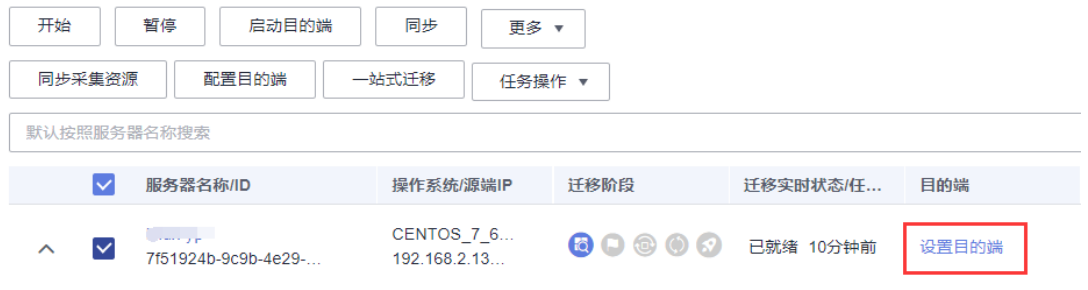 开始 暂停 启动目的端 同步 更多
同步采集资源 配置目的端 一站式迁移 任务操作
默认按照服务器名称搜索
服务器名称/ID 操作系统/源端IP 迁移阶段 迁移实时状态/任... 目的端
CENTOS_7_6... 已就绪 10分钟前 设置目的端
7f51924b-9c9b-4e29-... 192.168.2.13...